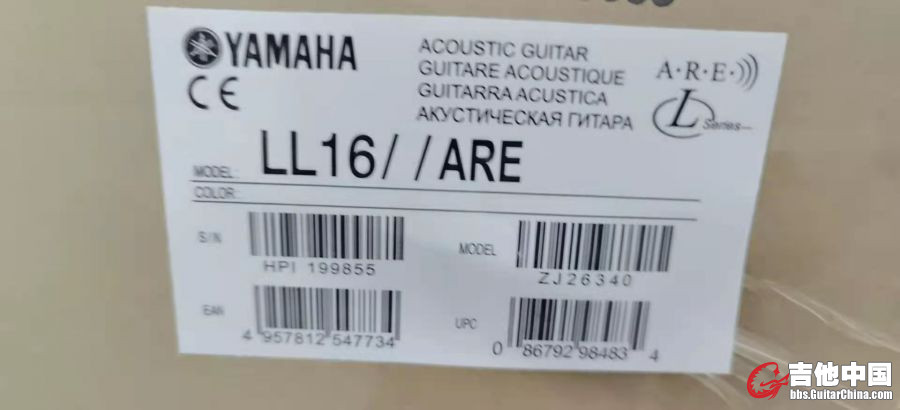 YAMAHA
CE
ACOUSTIC GUITAR
GUITARE ACOUSTIQUE
GUITARRA ACUSTICA
АКУСТИЧЕСКАЯ ГИТАРА
A·R·E·
L Series
MODEL: LL16/ /ARE
COLOR:
S/N
HPI 199855
MODEL
ZJ26340
EAN
4 957812 547734
UPC
0 86792 98483 4
吉他中国
bbs.GuitarChina.com